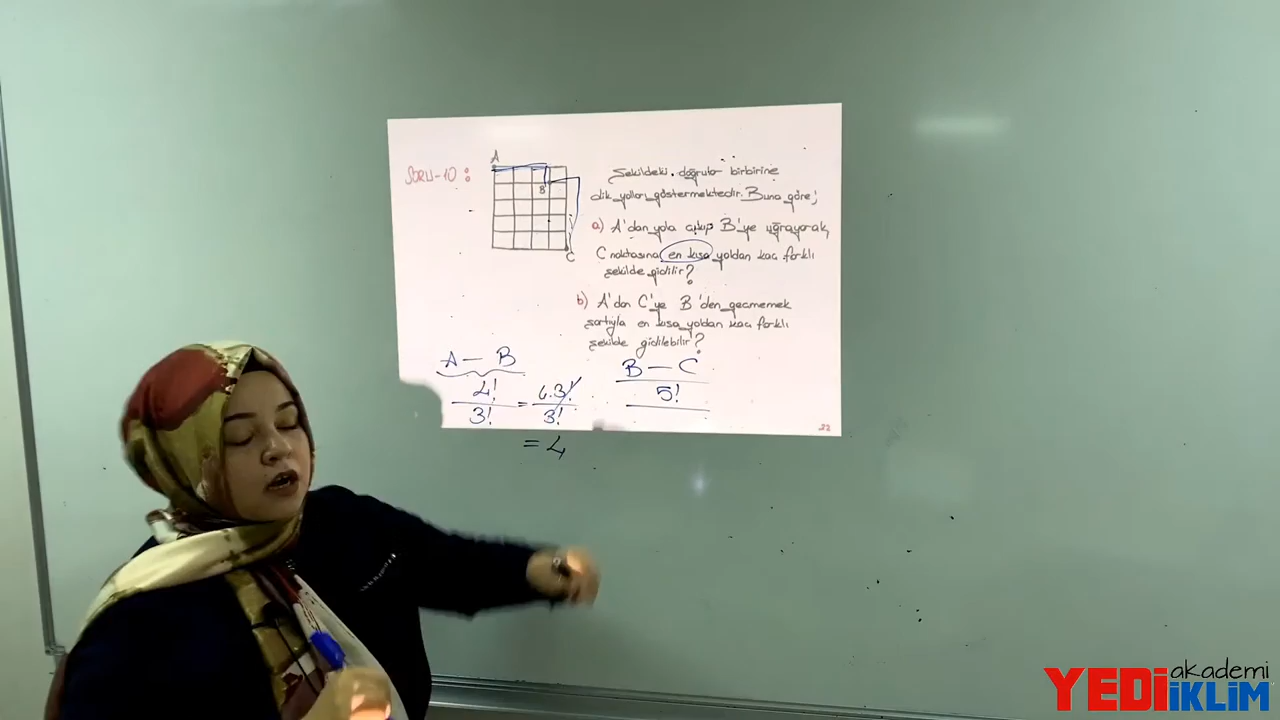 SORU-10:
A
B
C
Şekildeki doğrular birbirine
dik yolları göstermektedir. Buna göre;
a) A'dan yola çıkıp B'ye uğrayarak,
C noktasına en kısa yoldan kaç farklı
şekilde gidilir?
b) A'dan C'ye B'den geçmemek
şartıyla en kısa yoldan kaç farklı
şekilde gidilebilir?
A — B
4!
3!
= 4.3!
3!
= 4
B — C
5!
22
YEDİ akademi
İKLİM